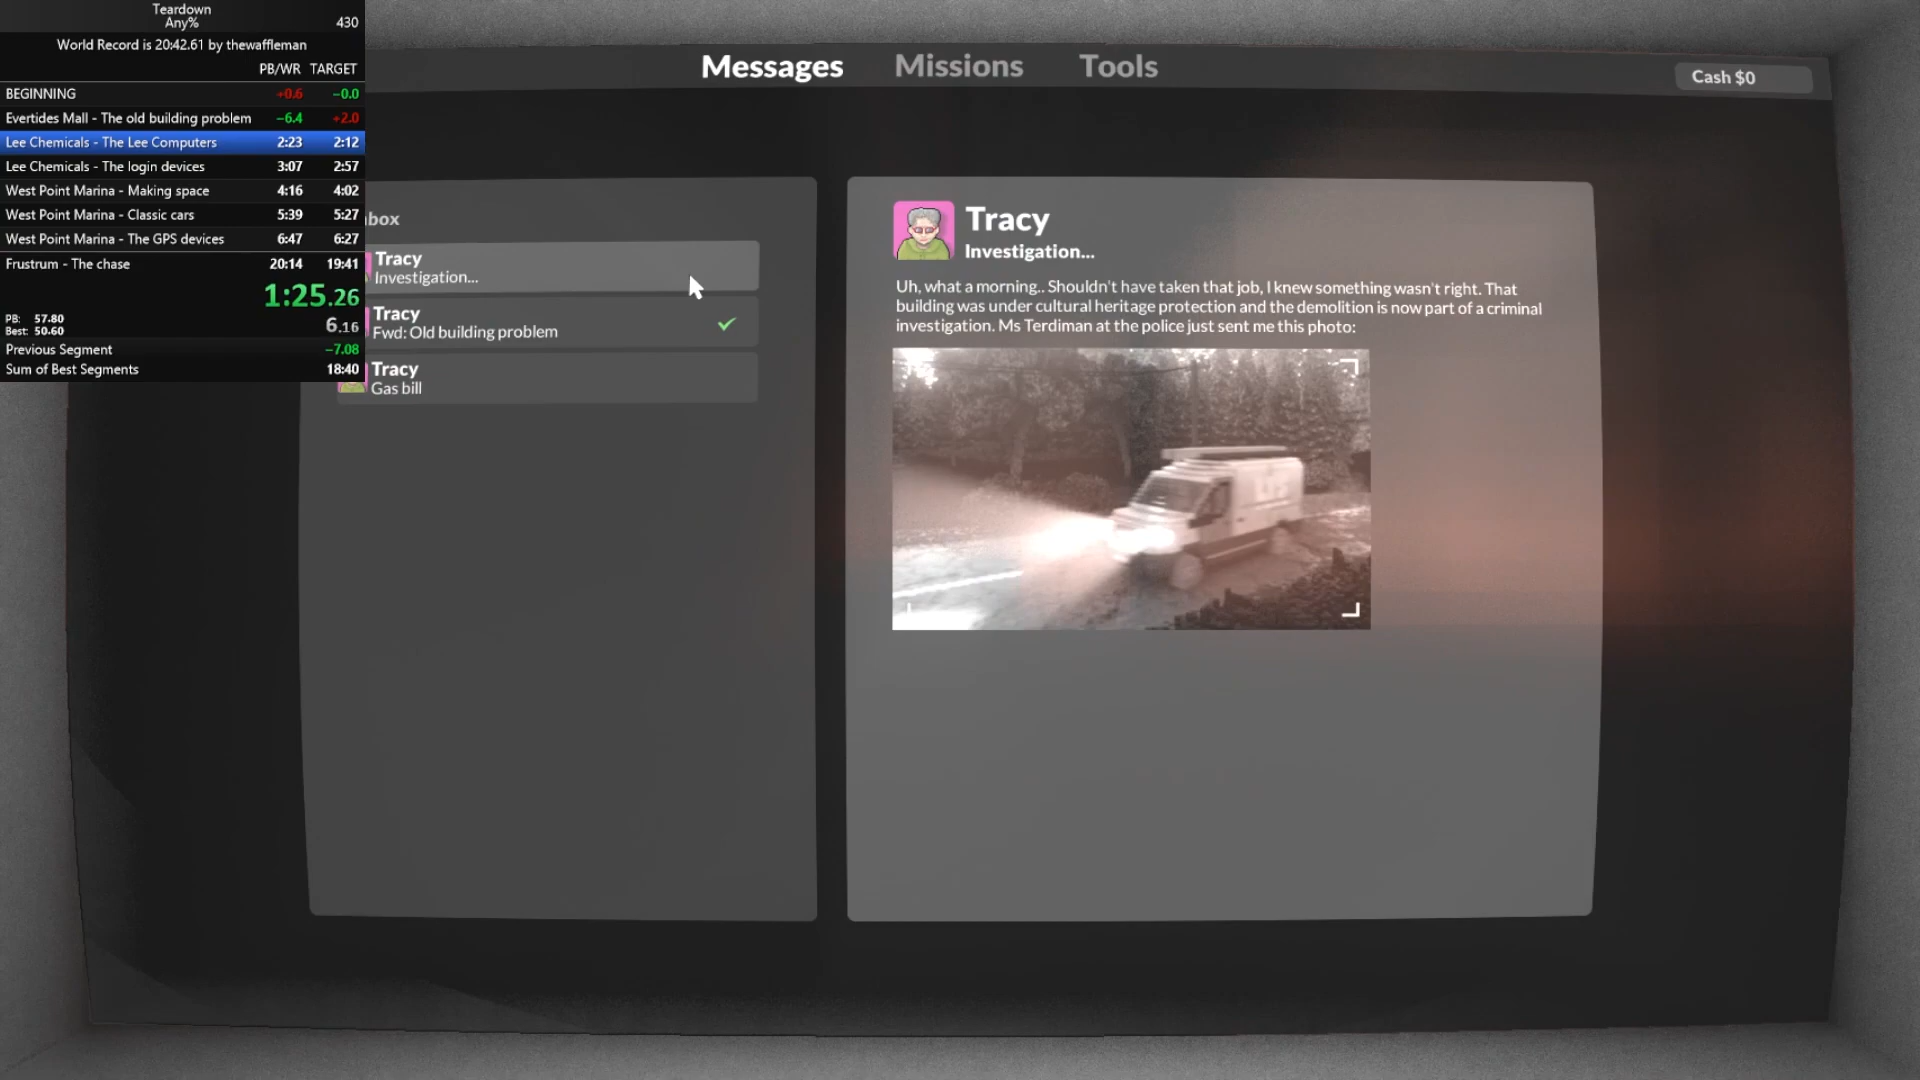 Teardown
Any%
430
World Record is 20:42.61 by thewaffleman
PB/WR TARGET
BEGINNING +0.6 −0.0
Evertides Mall - The old building problem −6.4 +2.0
Lee Chemicals - The Lee Computers 2:23 2:12
Lee Chemicals - The login devices 3:07 2:57
West Point Marina - Making space 4:16 4:02
West Point Marina - Classic cars 5:39 5:27
West Point Marina - The GPS devices 6:47 6:27
Frustrum - The chase 20:14 19:41
1:25.26
PB: 57.80
Best: 50.60
6.16
Previous Segment −7.08
Sum of Best Segments 18:40
Messages Missions Tools
Cash $0
box
Tracy
Investigation...
Tracy
Fwd: Old building problem
Tracy
Gas bill
Tracy
Investigation...
Uh, what a morning.. Shouldn't have taken that job, I knew something wasn't right. That
building was under cultural heritage protection and the demolition is now part of a criminal
investigation. Ms Terdiman at the police just sent me this photo: